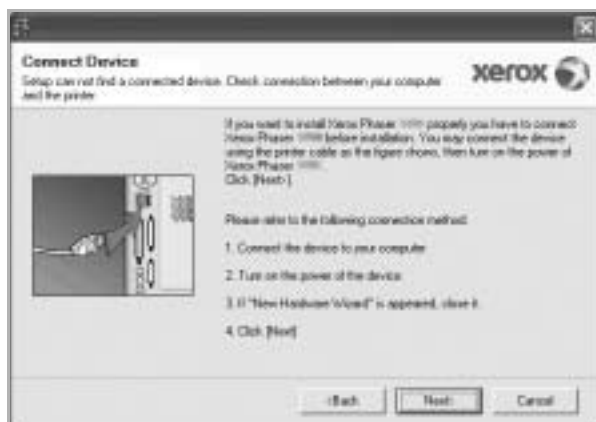 Connect Device
Setup can not find a connected device. Check connection between your computer
and the printer.
xerox
If you want to install Xerox Phaser properly you have to connect
Xerox Phaser before installation. You may connect the device
using the printer cable as the figure shows, then turn on the power of
Xerox Phaser
Click [Next>].
Please refer to the following connection method.
1. Connect the device to your computer
2. Turn on the power of the device
3. If "New Hardware Wizard" is appeared, close it.
4. Click [Next]
<Back
Next>
Cancel